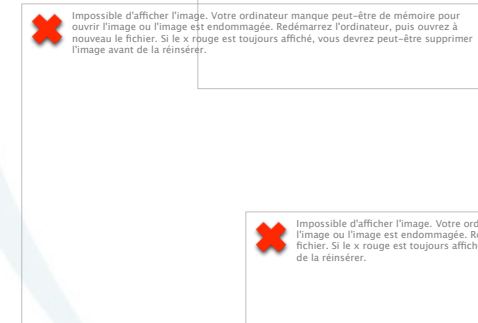 Impossible d'afficher l'image. Votre ordinateur manque peut-être de mémoire pour
ouvrir l'image ou l'image est endommagée. Redémarrez l'ordinateur, puis ouvrez à
nouveau le fichier. Si le x rouge est toujours affiché, vous devrez peut-être supprimer
l'image avant de la réinsérer.
Impossible d'afficher l'image. Votre ord
l'image ou l'image est endommagée. R
fichier. Si le x rouge est toujours affich
de la réinsérer.